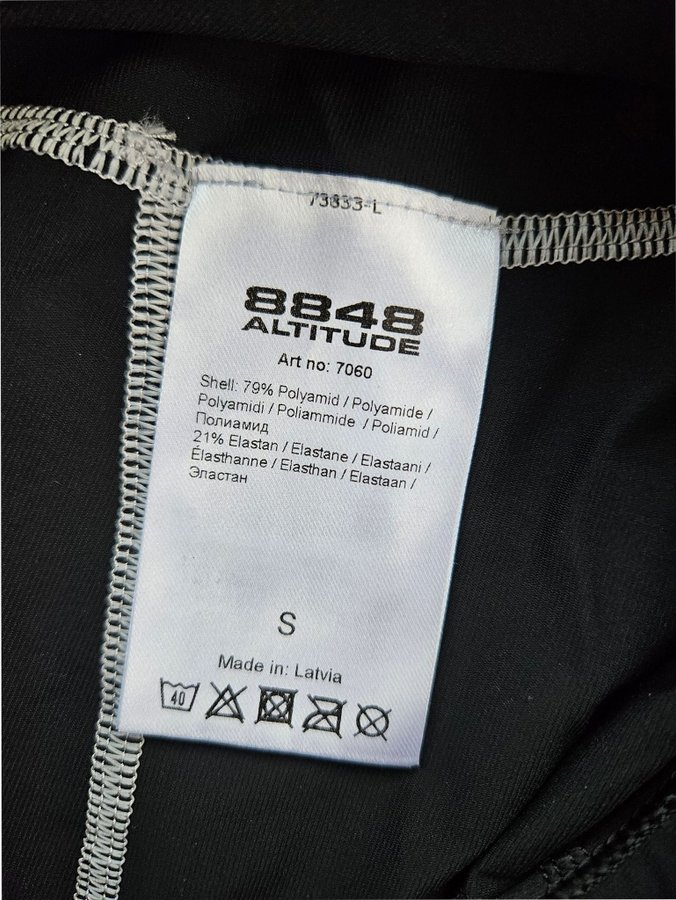 73833-L
8848
ALTITUDE
Art no: 7060
Shell: 79% Polyamid / Polyamide /
Polyamidi / Poliammide / Poliamid /
Полиамид
21% Elastan / Elastane / Elastaani /
Élasthanne / Elasthan / Elastaan /
Эластан
S
Made in: Latvia
40